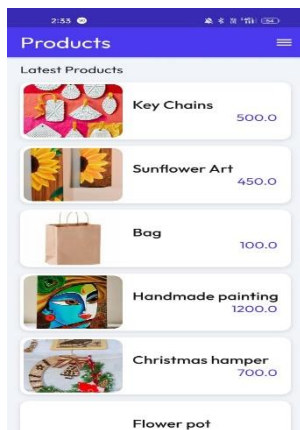 2:33
Products
Latest Products
Key Chains
500.0
Sunflower Art
450.0
Bag
100.0
Handmade painting
1200.0
Christmas hamper
700.0
Flower pot